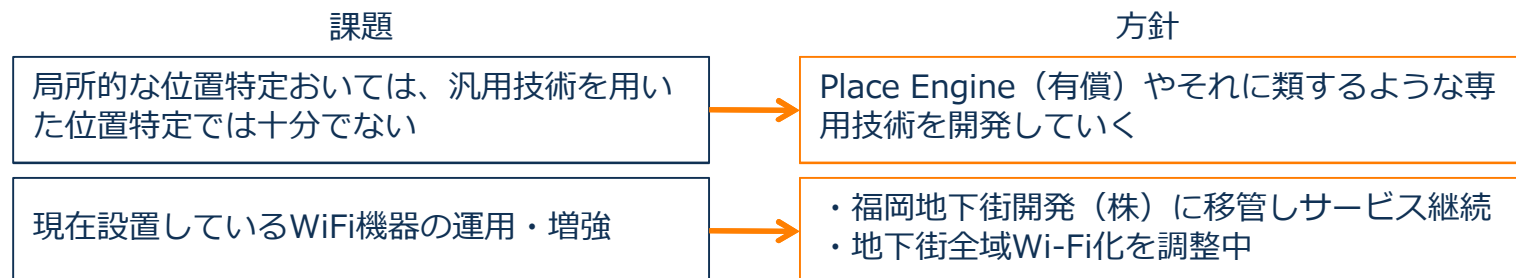 課題
方針
局所的な位置特定おいては、汎用技術を用い
た位置特定では十分でない
Place Engine（有償）やそれに類するような専
用技術を開発していく
現在設置しているWiFi機器の運用・増強
・福岡地下街開発（株）に移管しサービス継続
・地下街全域Wi-Fi化を調整中